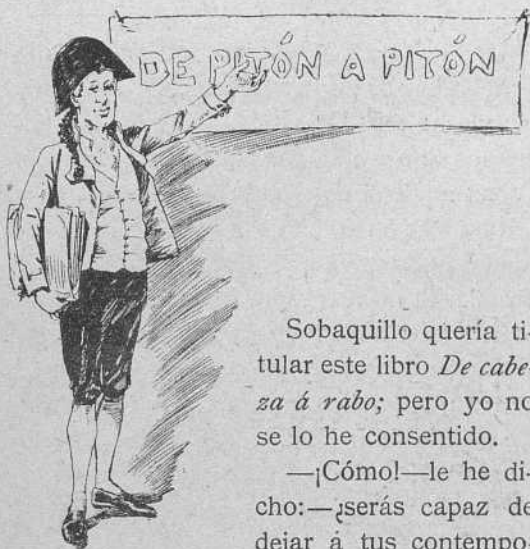 DE PITÓN A PITÓN
Sobaquillo quería ti-
tular este libro De cabe-
za á rabo; pero yo no
se lo he consentido.
—¡Cómo!—le he di-
cho:—¿serás capaz de
dejar á tus contempo-